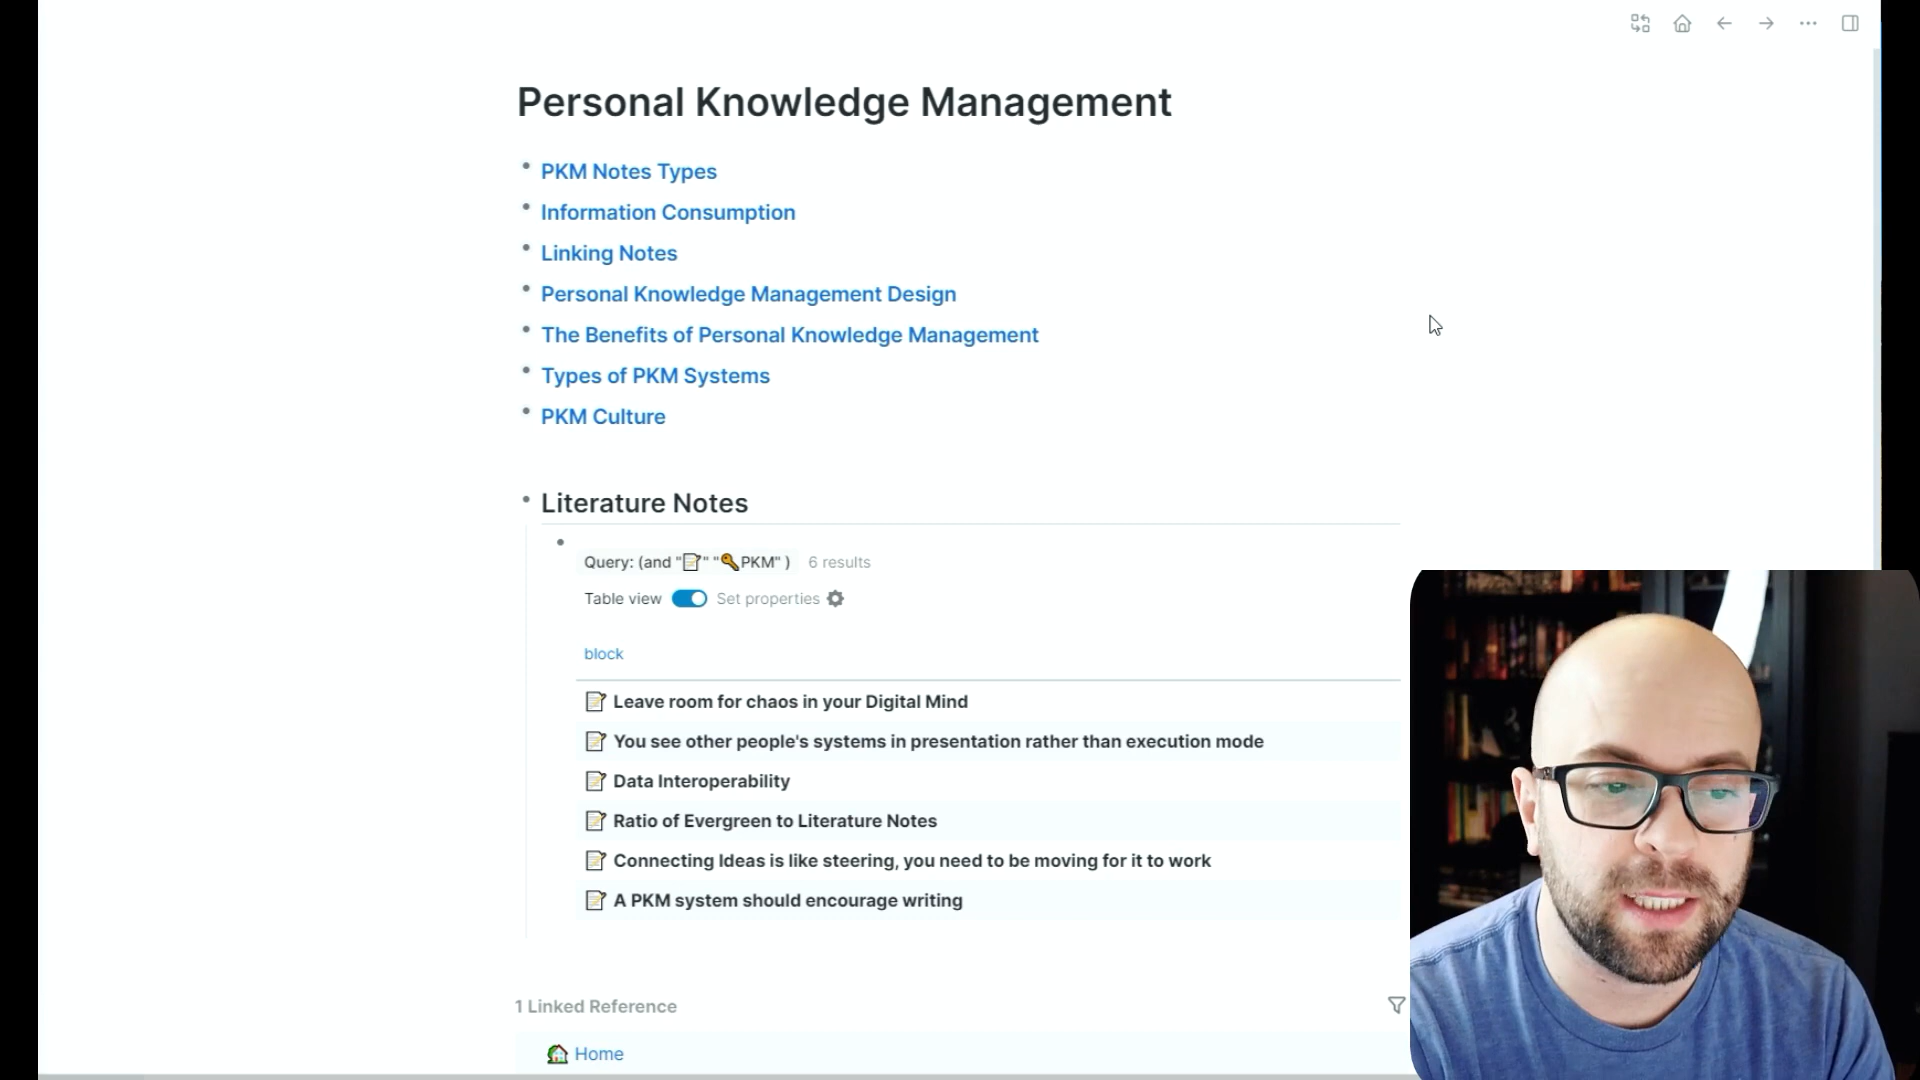 Personal Knowledge Management
PKM Notes Types
Information Consumption
Linking Notes
Personal Knowledge Management Design
The Benefits of Personal Knowledge Management
Types of PKM Systems
PKM Culture
Literature Notes
Query: (and "📝" "🔑PKM" ) 6 results
Table view Set properties
block
📝 Leave room for chaos in your Digital Mind
📝 You see other people's systems in presentation rather than execution mode
📝 Data Interoperability
📝 Ratio of Evergreen to Literature Notes
📝 Connecting Ideas is like steering, you need to be moving for it to work
📝 A PKM system should encourage writing
1 Linked Reference
🏡 Home